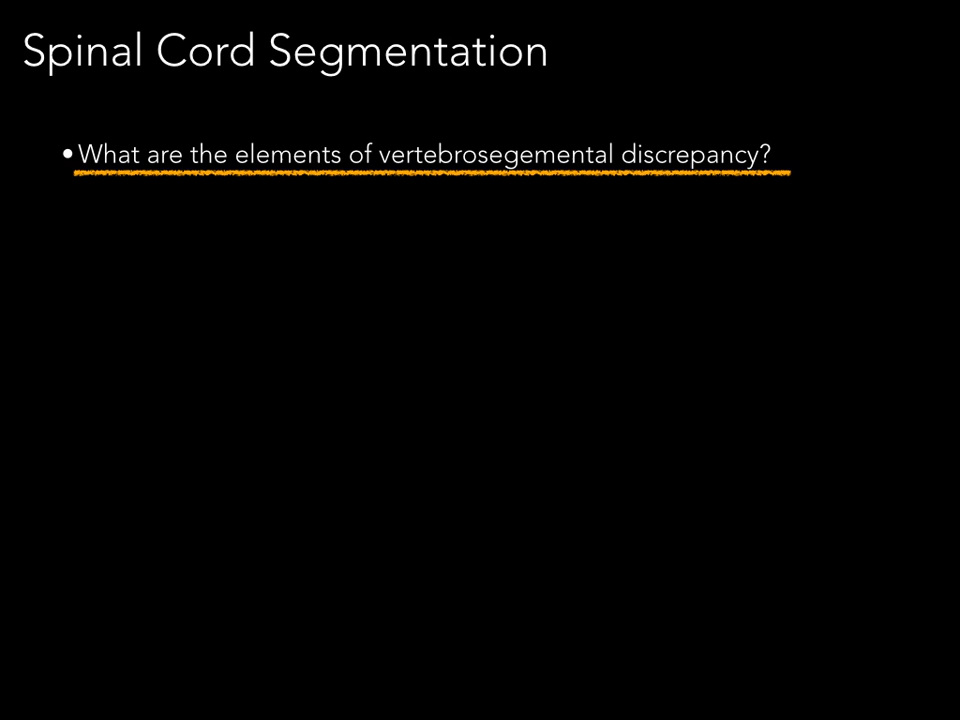 Spinal Cord Segmentation
•What are the elements of vertebrosegemental discrepancy?